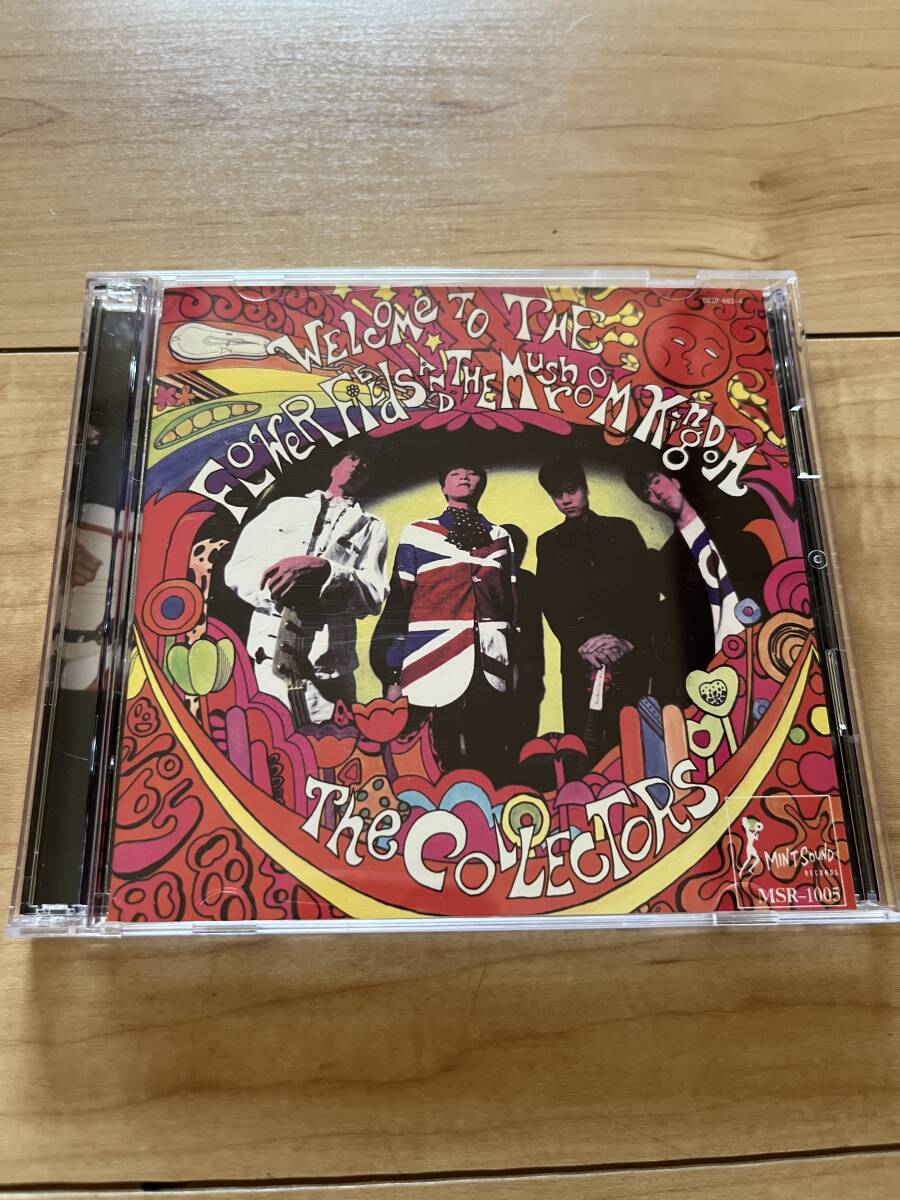 WELCOME TO THE
FLOWER FIELDS AND THE MUSHROOM KINGDOM
THE COLLECTORS
MINT SOUND
RECORDS
MSR-1005